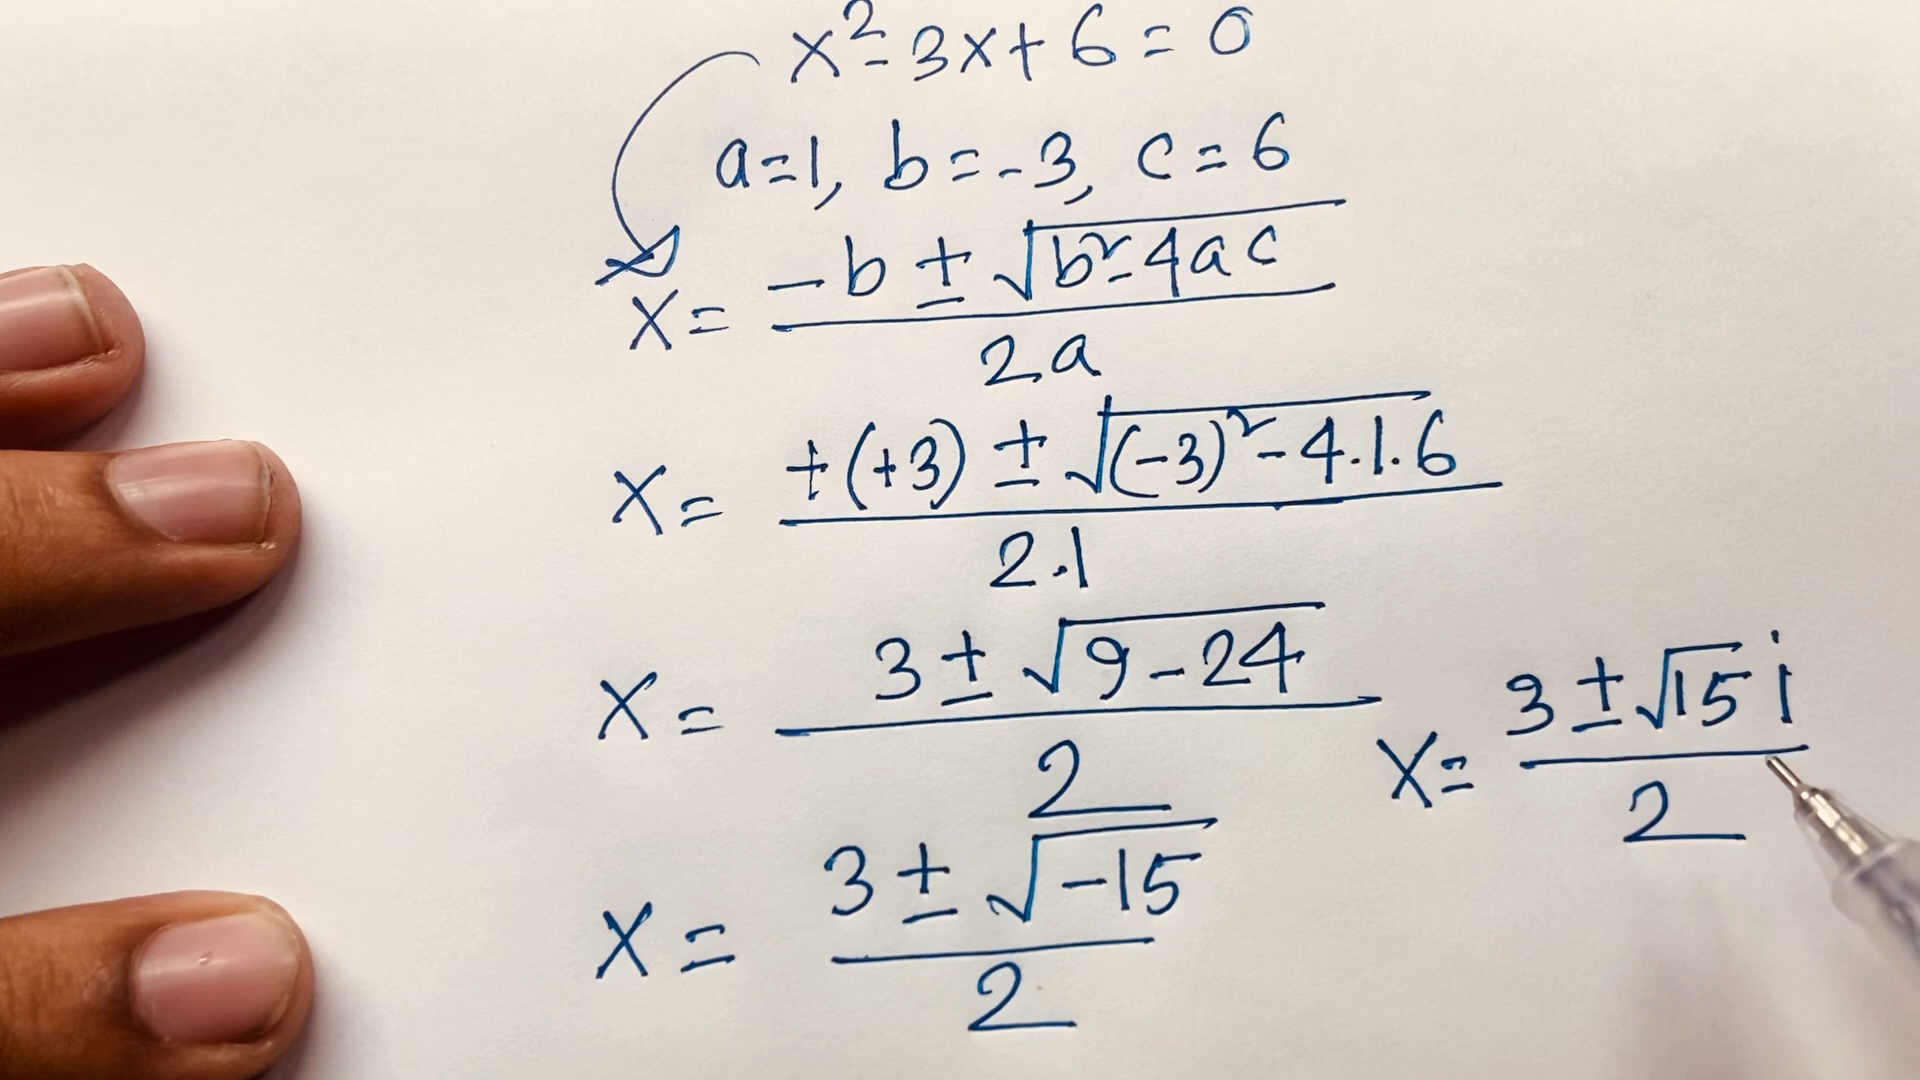 x² - 3x + 6 = 0
a = 1, b = -3, c = 6
x = (-b ± √(b² - 4ac)) / 2a
x = (+(+3) ± √((-3)² - 4.1.6)) / 2.1
x = (3 ± √(9 - 24)) / 2
x = (3 ± √-15) / 2
x = (3 ± √15 i) / 2